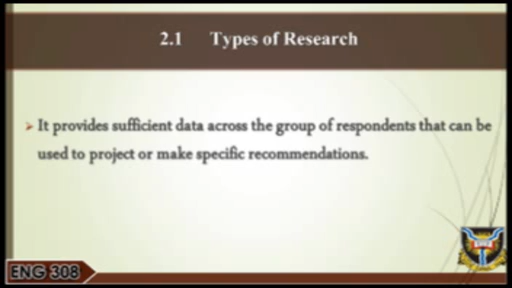 2.1 Types of Research
It provides sufficient data across the group of respondents that can be
used to project or make specific recommendations.
ENG 308